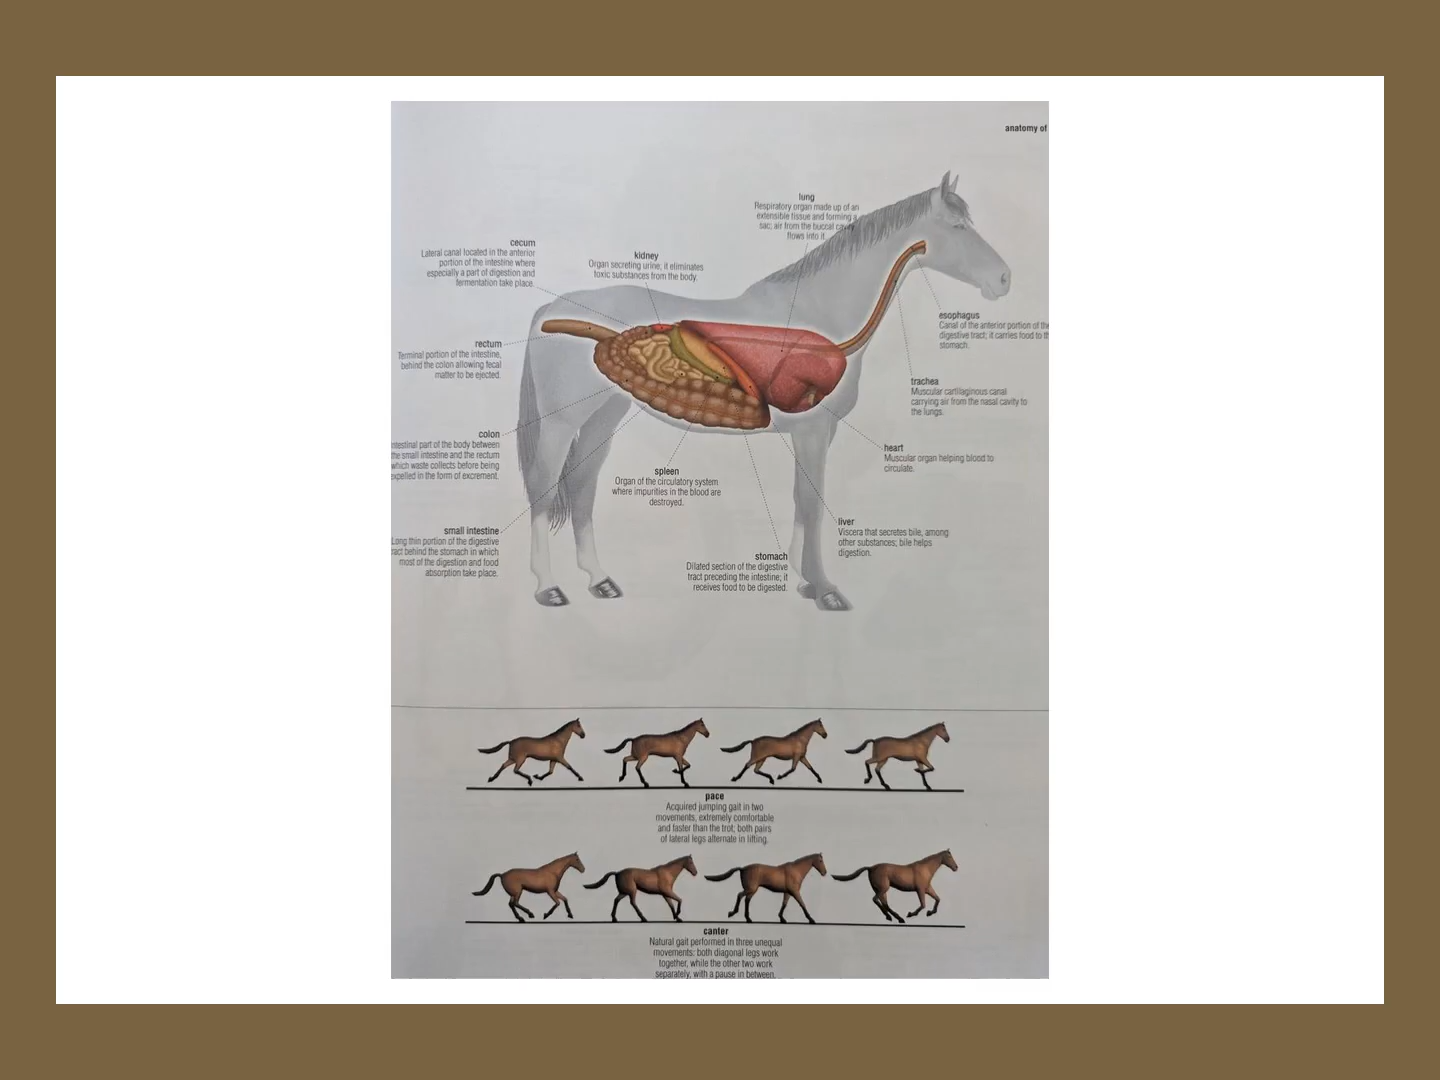 anatomy of
lung
Respiratory organ made up of an
extensible tissue and forming a
sac; air from the buccal cavity
flows into it.
cecum
Lateral canal located in the anterior
portion of the intestine where
especially a part of digestion and
fermentation take place.
kidney
Organ secreting urine; it eliminates
toxic substances from the body.
esophagus
Canal of the anterior portion of the
digestive tract; it carries food to th
stomach.
rectum
Terminal portion of the intestine,
behind the colon allowing fecal
matter to be ejected.
trachea
Muscular cartilaginous canal
carrying air from the nasal cavity to
the lungs.
colon
ntestinal part of the body between
the small intestine and the rectum
which waste collects before being
expelled in the form of excrement.
heart
Muscular organ helping blood to
circulate.
spleen
Organ of the circulatory system
where impurities in the blood are
destroyed.
small intestine
Long thin portion of the digestive
ract behind the stomach in which
most of the digestion and food
absorption take place.
liver
Viscera that secretes bile, among
other substances; bile helps
digestion.
stomach
Dilated section of the digestive
tract preceding the intestine; it
receives food to be digested.
pace
Acquired jumping gait in two
movements, extremely comfortable
and faster than the trot; both pairs
of lateral legs alternate in lifting.
canter
Natural gait performed in three unequal
movements: both diagonal legs work
together, while the other two work
separately, with a pause in between.